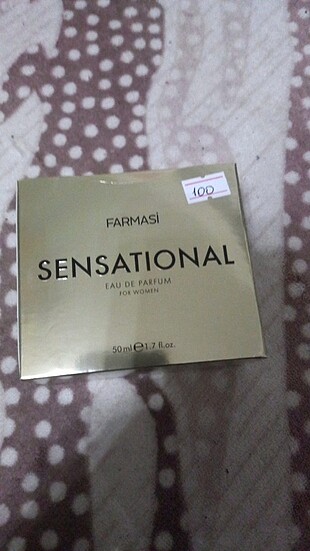 100
FARMASİ
SENSATIONAL
EAU DE PARFUM
FOR WOMEN
50 ml ℮ 1.7 fl.oz.